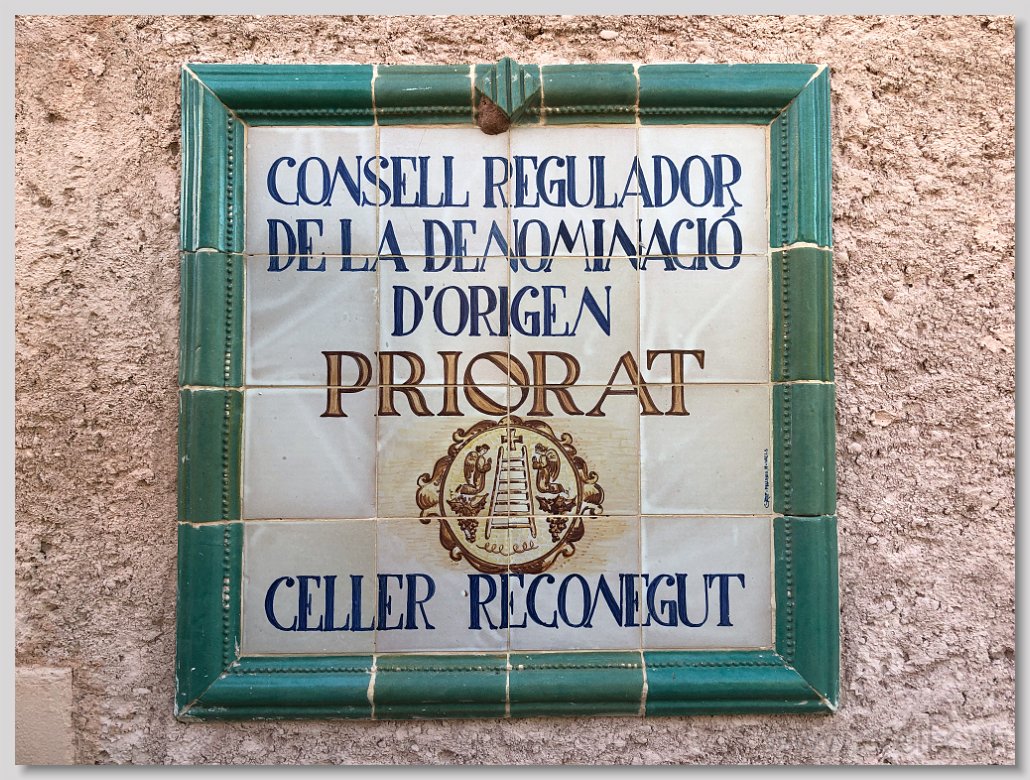 CONSELL REGULADOR
DE LA DENOMINACIÓ
D'ORIGEN
PRIORAT
CELLER RECONEGUT